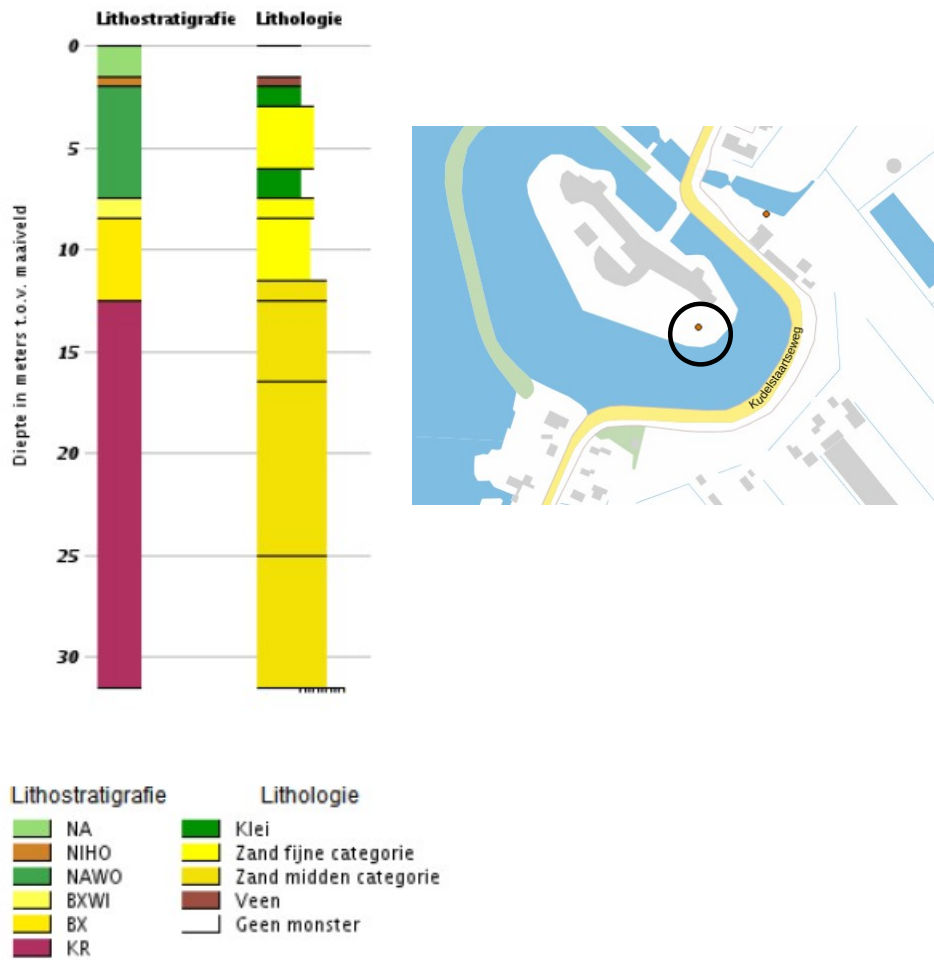 Lithostratigrafie Lithologie
0
5
10
15
20
25
30
Diepte in meters t.o.v. maaiveld
Kudelstaartseweg
Lithostratigrafie Lithologie
NA Klei
NIHO Zand fijne categorie
NAWO Zand midden categorie
BXWI Veen
BX Geen monster
KR